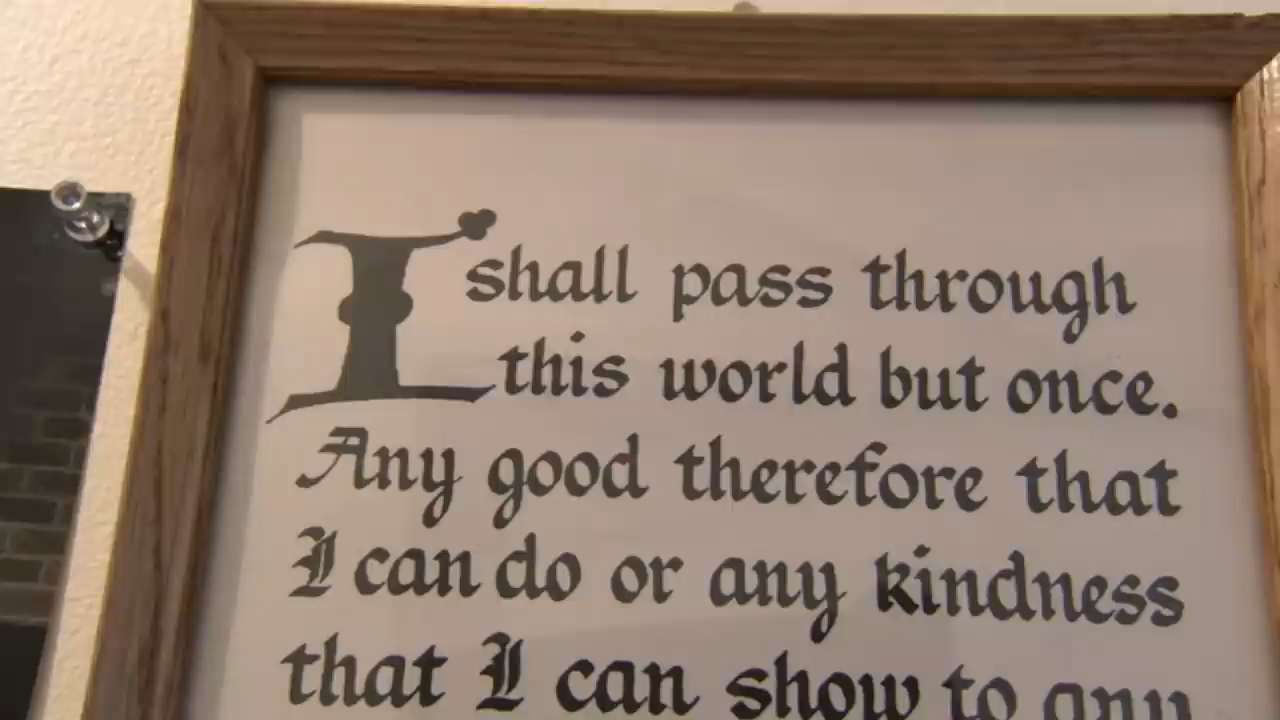 I shall pass through
this world but once.
Any good therefore that
I can do or any kindness
that I can show to any